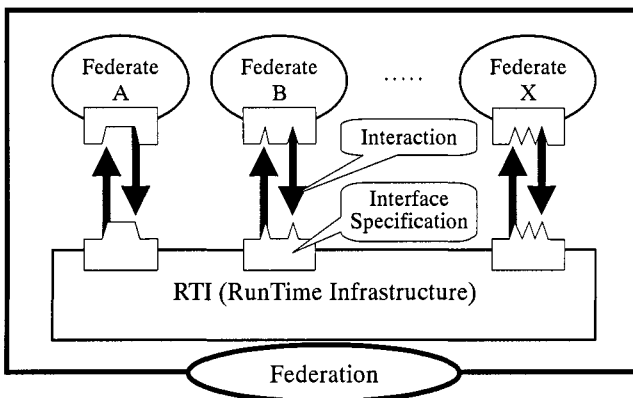 Federate
A
Federate
B
.....
Federate
X
Interaction
Interface
Specification
RTI (RunTime Infrastructure)
Federation